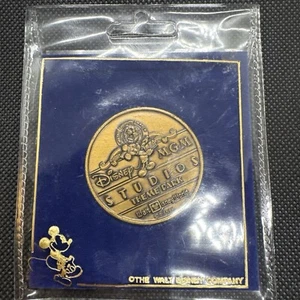 Disney MGM
STUDIOS
THEME PARK
©THE WALT DISNEY COMPANY